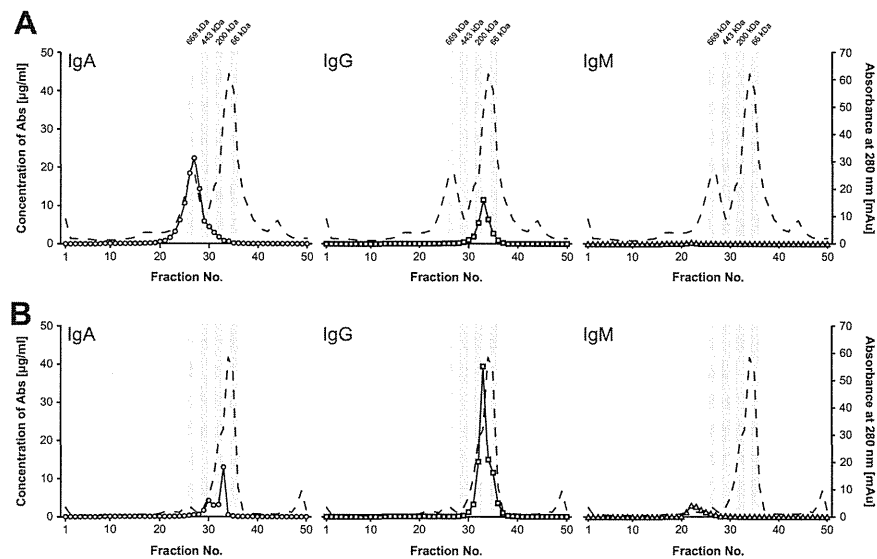 A
669 kDa 443 kDa 200 kDa 66 kDa
669 kDa 443 kDa 200 kDa 66 kDa
669 kDa 443 kDa 200 kDa 66 kDa
IgA
IgG
IgM
Concentration of Abs [µg/ml]
50
40
30
20
10
0
70
60
50
40
30
20
10
0
Absorbance at 280 nm [mAu]
1 10 20 30 40 50
1 10 20 30 40 50
1 10 20 30 40 50
Fraction No.
Fraction No.
Fraction No.
B
IgA
IgG
IgM
Concentration of Abs [µg/ml]
50
40
30
20
10
0
70
60
50
40
30
20
10
0
Absorbance at 280 nm [mAu]
1 10 20 30 40 50
1 10 20 30 40 50
1 10 20 30 40 50
Fraction No.
Fraction No.
Fraction No.